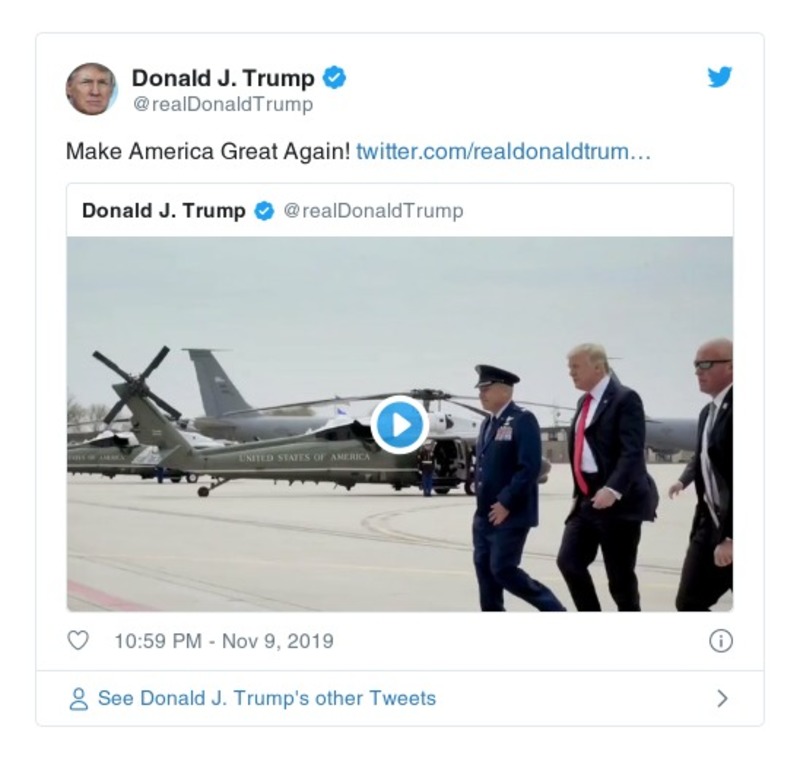 Donald J. Trump
@realDonaldTrump
Make America Great Again! twitter.com/realdonaldtrum…
Donald J. Trump @realDonaldTrump
UNITED STATES OF AMERICA
10:59 PM - Nov 9, 2019
See Donald J. Trump's other Tweets